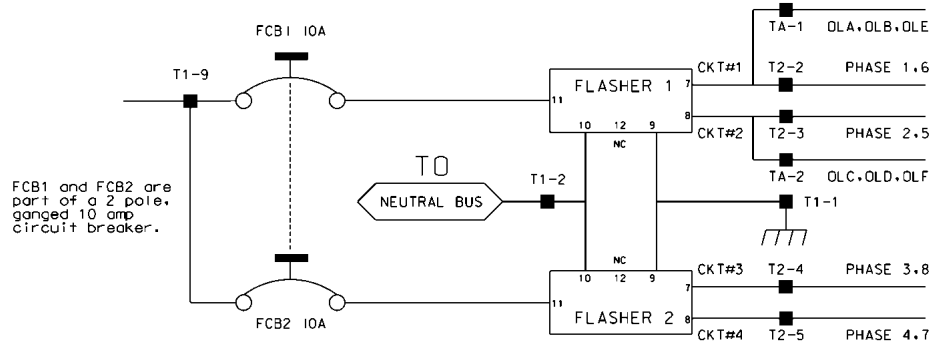 TA-1 OLA,OLB,OLE
FCB1 10A
T1-9
CKT#1 T2-2 PHASE 1,6
FLASHER 1
7
11
8
10 12 9
NC
CKT#2 T2-3 PHASE 2,5
TA-2 OLC,OLD,OLF
TO
NEUTRAL BUS
T1-2
T1-1
FCB1 and FCB2 are
part of a 2 pole,
ganged 10 amp
circuit breaker.
NC
10 12 9
CKT#3 T2-4 PHASE 3,8
7
11
FLASHER 2
8
FCB2 10A
CKT#4 T2-5 PHASE 4,7